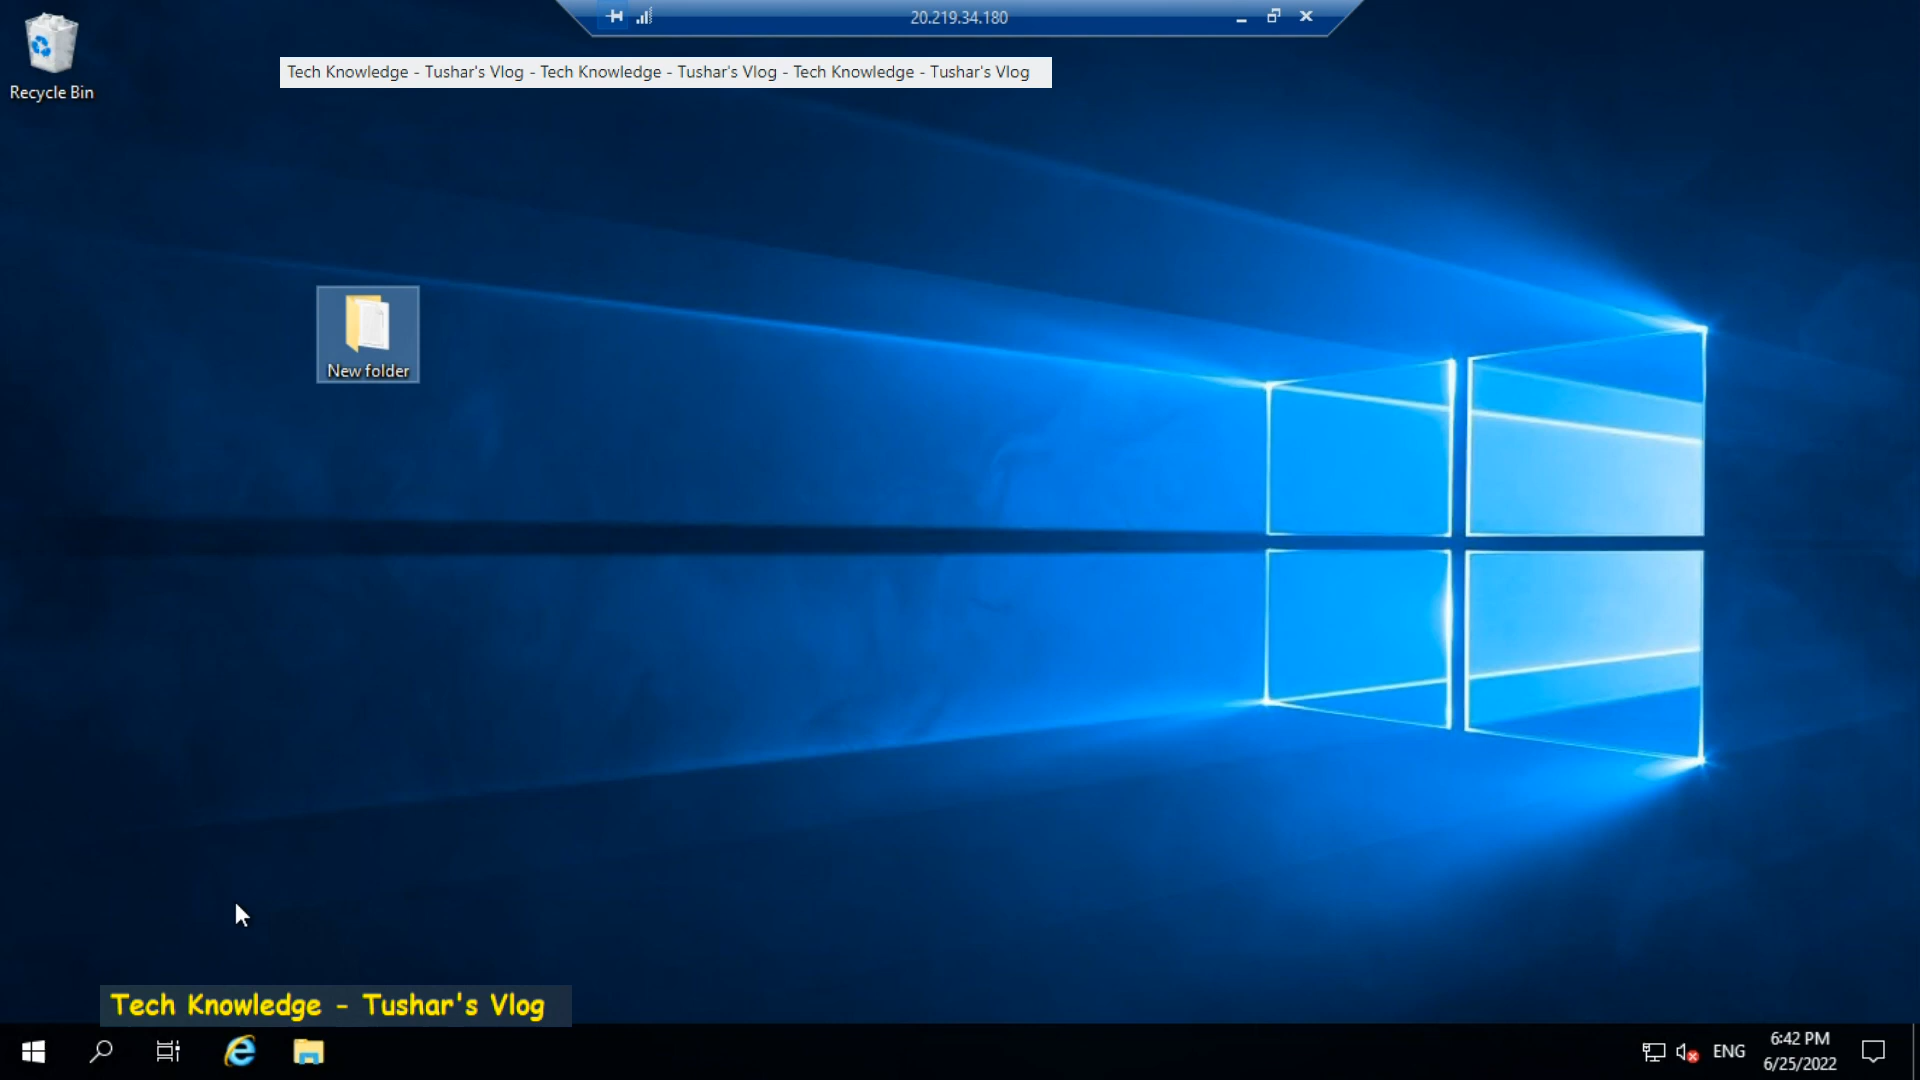 20.219.34.180
Tech Knowledge - Tushar's Vlog - Tech Knowledge - Tushar's Vlog - Tech Knowledge - Tushar's Vlog
Recycle Bin
New folder
Tech Knowledge - Tushar's Vlog
ENG
6:42 PM
6/25/2022